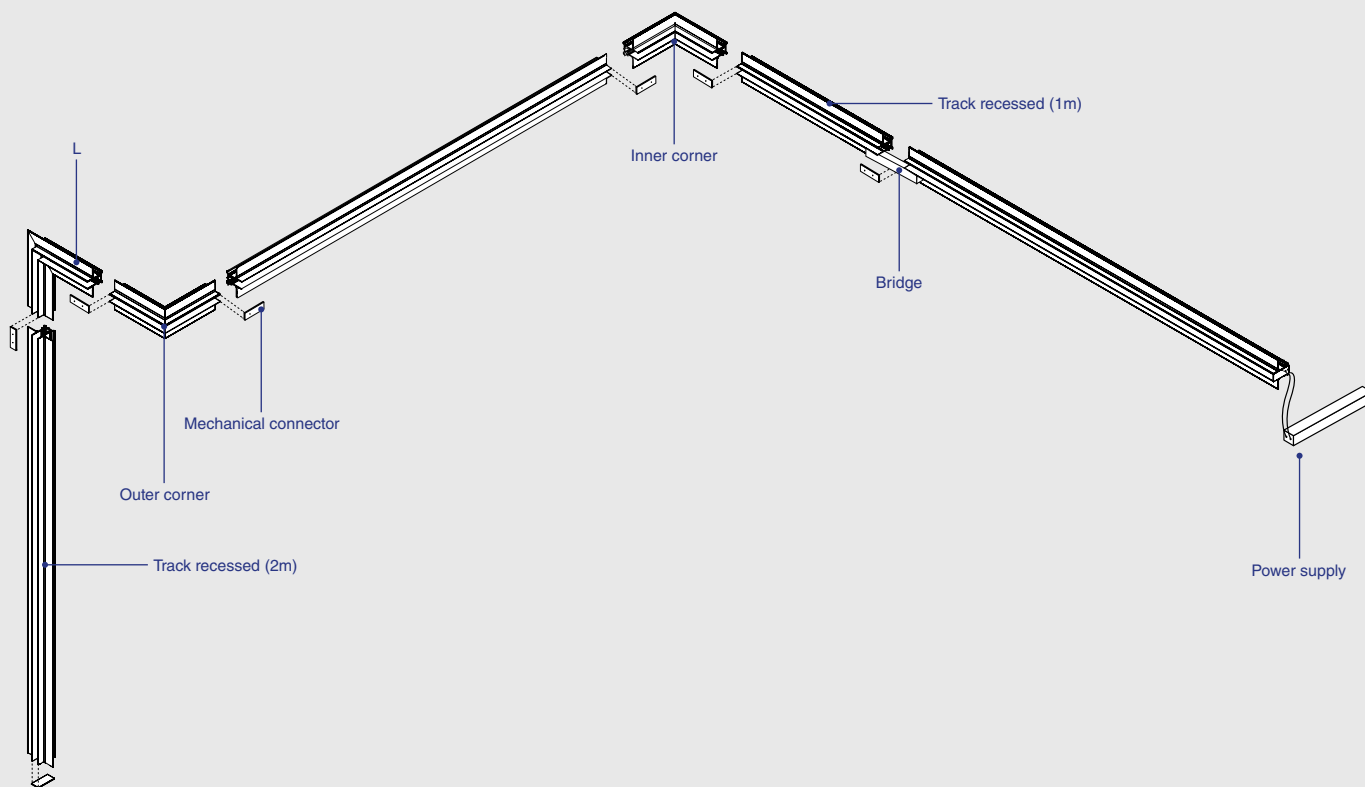 Track recessed (1m)
L
Inner corner
Bridge
Mechanical connector
Outer corner
Track recessed (2m)
Power supply